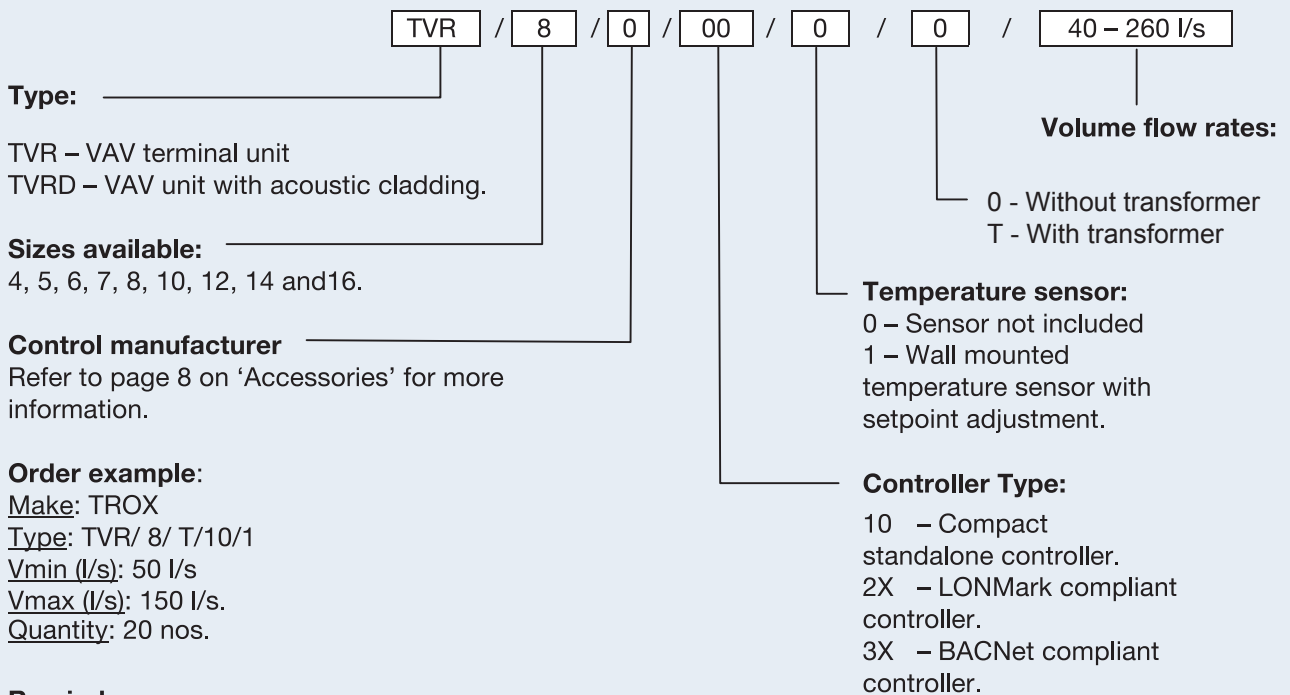 TVR / 8 / 0 / 00 / 0 / 0 / 40 – 260 l/s
Type:
TVR – VAV terminal unit
TVRD – VAV unit with acoustic cladding.
Sizes available:
4, 5, 6, 7, 8, 10, 12, 14 and16.
Control manufacturer
Refer to page 8 on ‘Accessories’ for more
information.
Order example:
Make: TROX
Type: TVR/ 8/ T/10/1
Vmin (l/s): 50 l/s
Vmax (l/s): 150 l/s.
Quantity: 20 nos.
Volume flow rates:
0 - Without transformer
T - With transformer
Temperature sensor:
0 – Sensor not included
1 – Wall mounted
temperature sensor with
setpoint adjustment.
Controller Type:
10 – Compact
standalone controller.
2X – LONMark compliant
controller.
3X – BACNet compliant
controller.